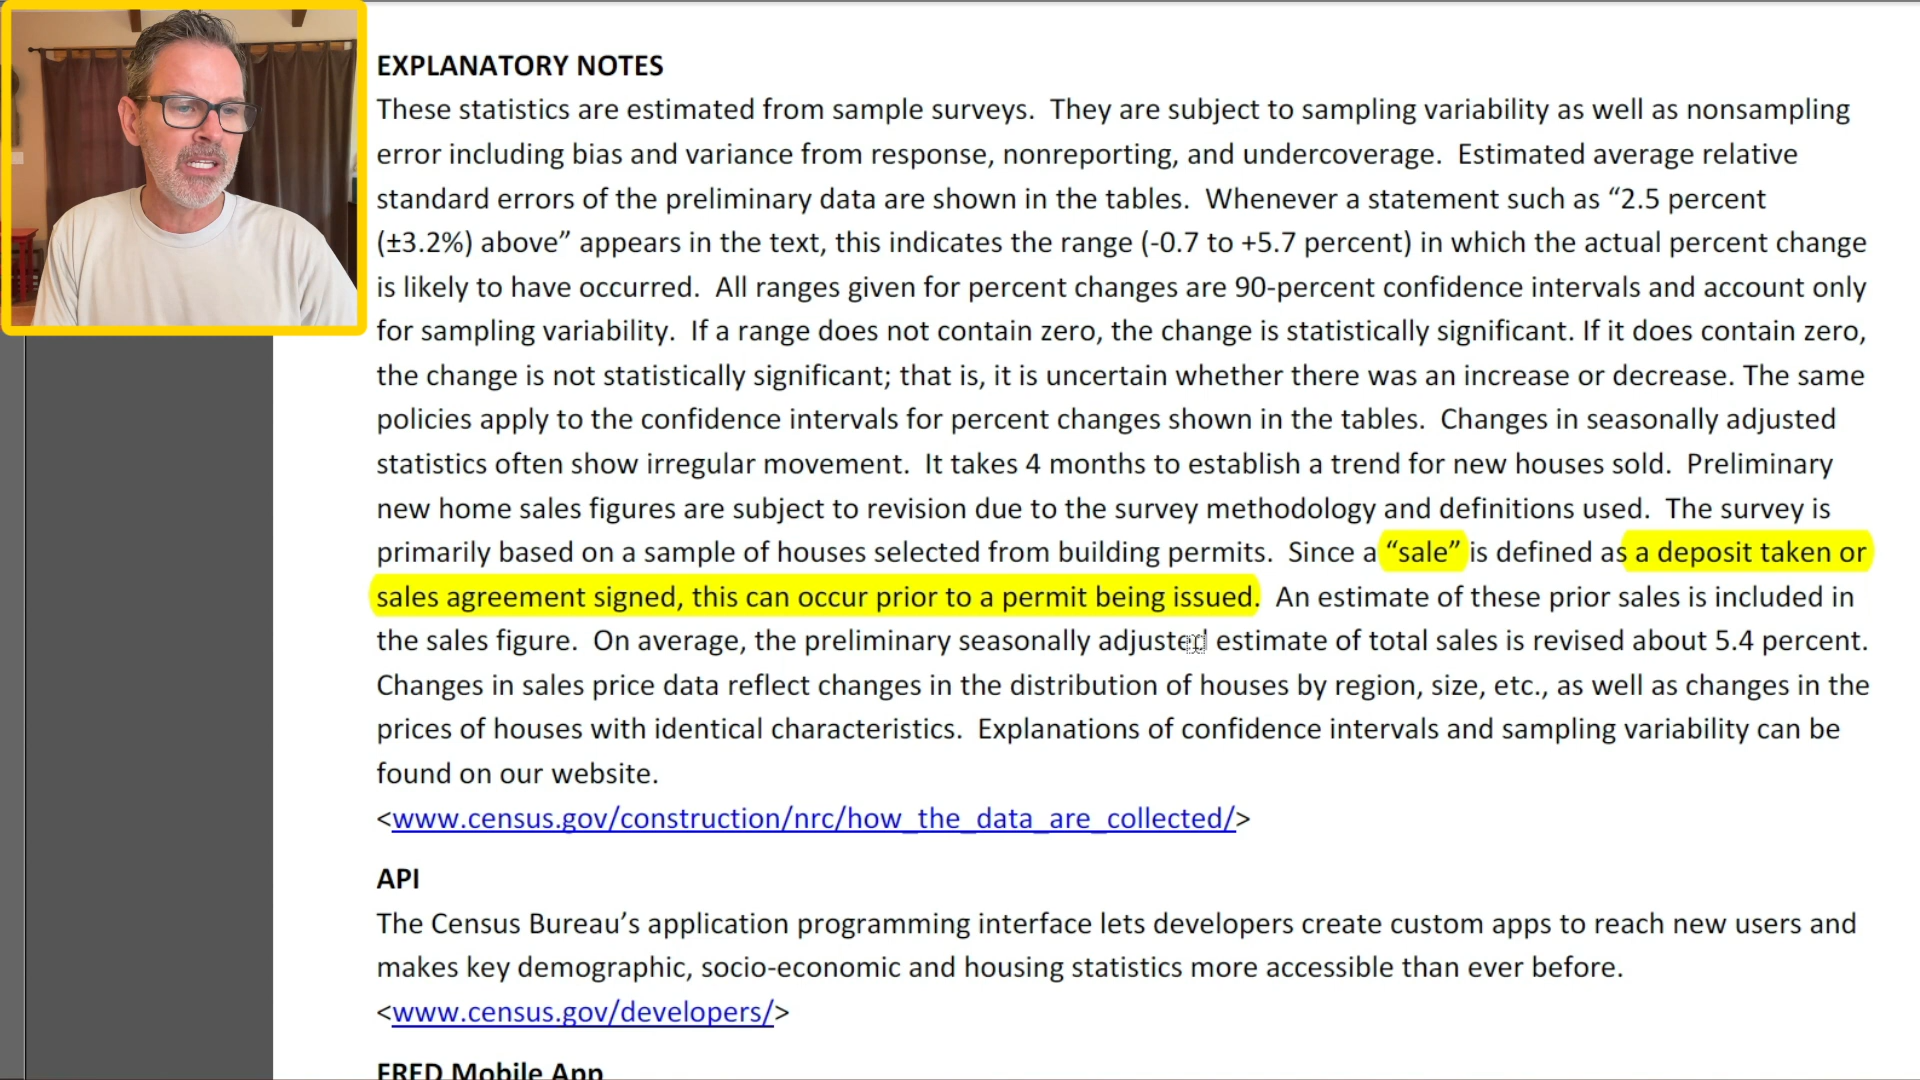 EXPLANATORY NOTES
These statistics are estimated from sample surveys.  They are subject to sampling variability as well as nonsampling
error including bias and variance from response, nonreporting, and undercoverage.  Estimated average relative
standard errors of the preliminary data are shown in the tables.  Whenever a statement such as “2.5 percent
(±3.2%) above” appears in the text, this indicates the range (-0.7 to +5.7 percent) in which the actual percent change
is likely to have occurred.  All ranges given for percent changes are 90-percent confidence intervals and account only
for sampling variability.  If a range does not contain zero, the change is statistically significant. If it does contain zero,
the change is not statistically significant; that is, it is uncertain whether there was an increase or decrease. The same
policies apply to the confidence intervals for percent changes shown in the tables.  Changes in seasonally adjusted
statistics often show irregular movement.  It takes 4 months to establish a trend for new houses sold.  Preliminary
new home sales figures are subject to revision due to the survey methodology and definitions used.  The survey is
primarily based on a sample of houses selected from building permits.  Since a “sale” is defined as a deposit taken or
sales agreement signed, this can occur prior to a permit being issued.  An estimate of these prior sales is included in
the sales figure.  On average, the preliminary seasonally adjusted estimate of total sales is revised about 5.4 percent.
Changes in sales price data reflect changes in the distribution of houses by region, size, etc., as well as changes in the
prices of houses with identical characteristics.  Explanations of confidence intervals and sampling variability can be
found on our website.
<www.census.gov/construction/nrc/how_the_data_are_collected/>
API
The Census Bureau’s application programming interface lets developers create custom apps to reach new users and
makes key demographic, socio-economic and housing statistics more accessible than ever before.
<www.census.gov/developers/>
FRED Mobile App